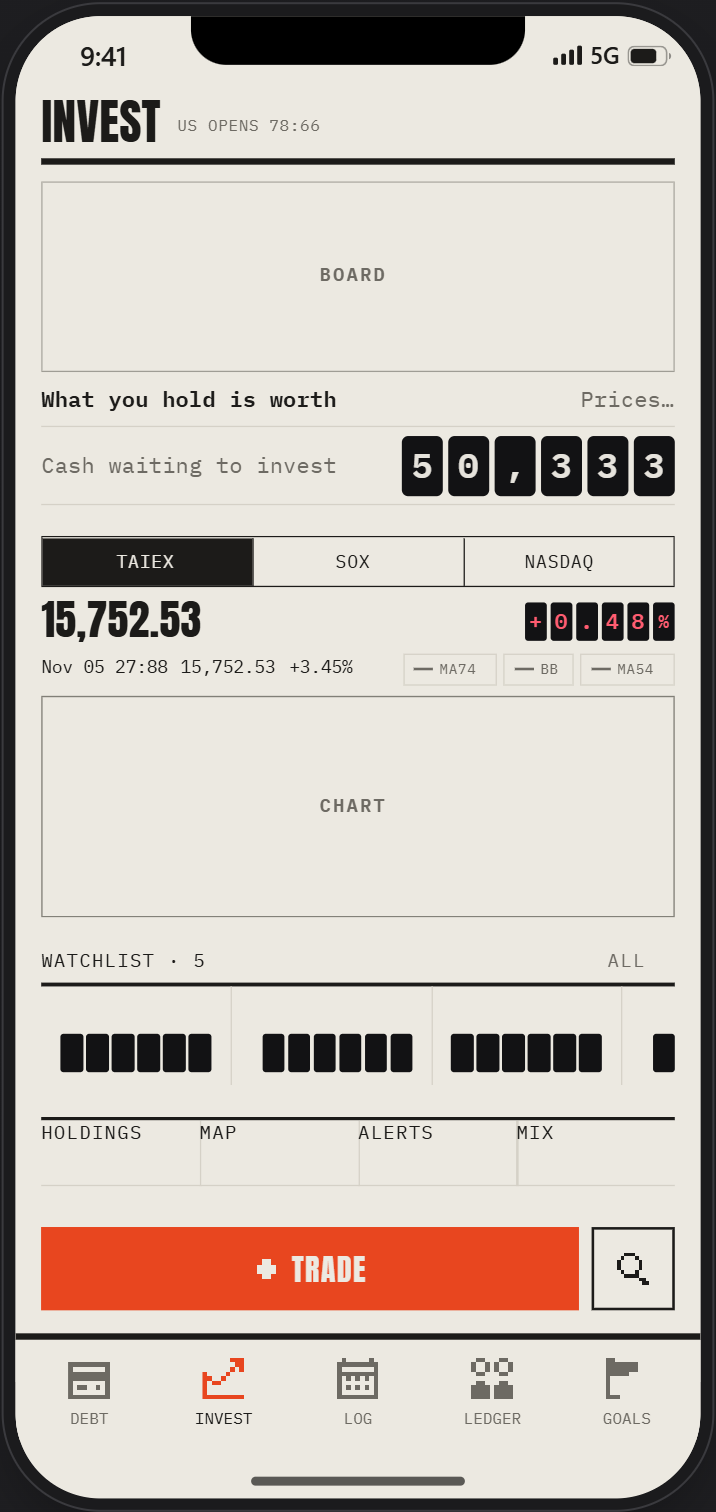 9:41 5G
INVEST US OPENS 78:66
BOARD
What you hold is worth Prices…
Cash waiting to invest 50,333
TAIEX SOX NASDAQ
15,752.53 +0.48%
Nov 05 27:88 15,752.53 +3.45% MA74 BB MA54
CHART
WATCHLIST · 5 ALL
HOLDINGS MAP ALERTS MIX
TRADE
DEBT INVEST LOG LEDGER GOALS